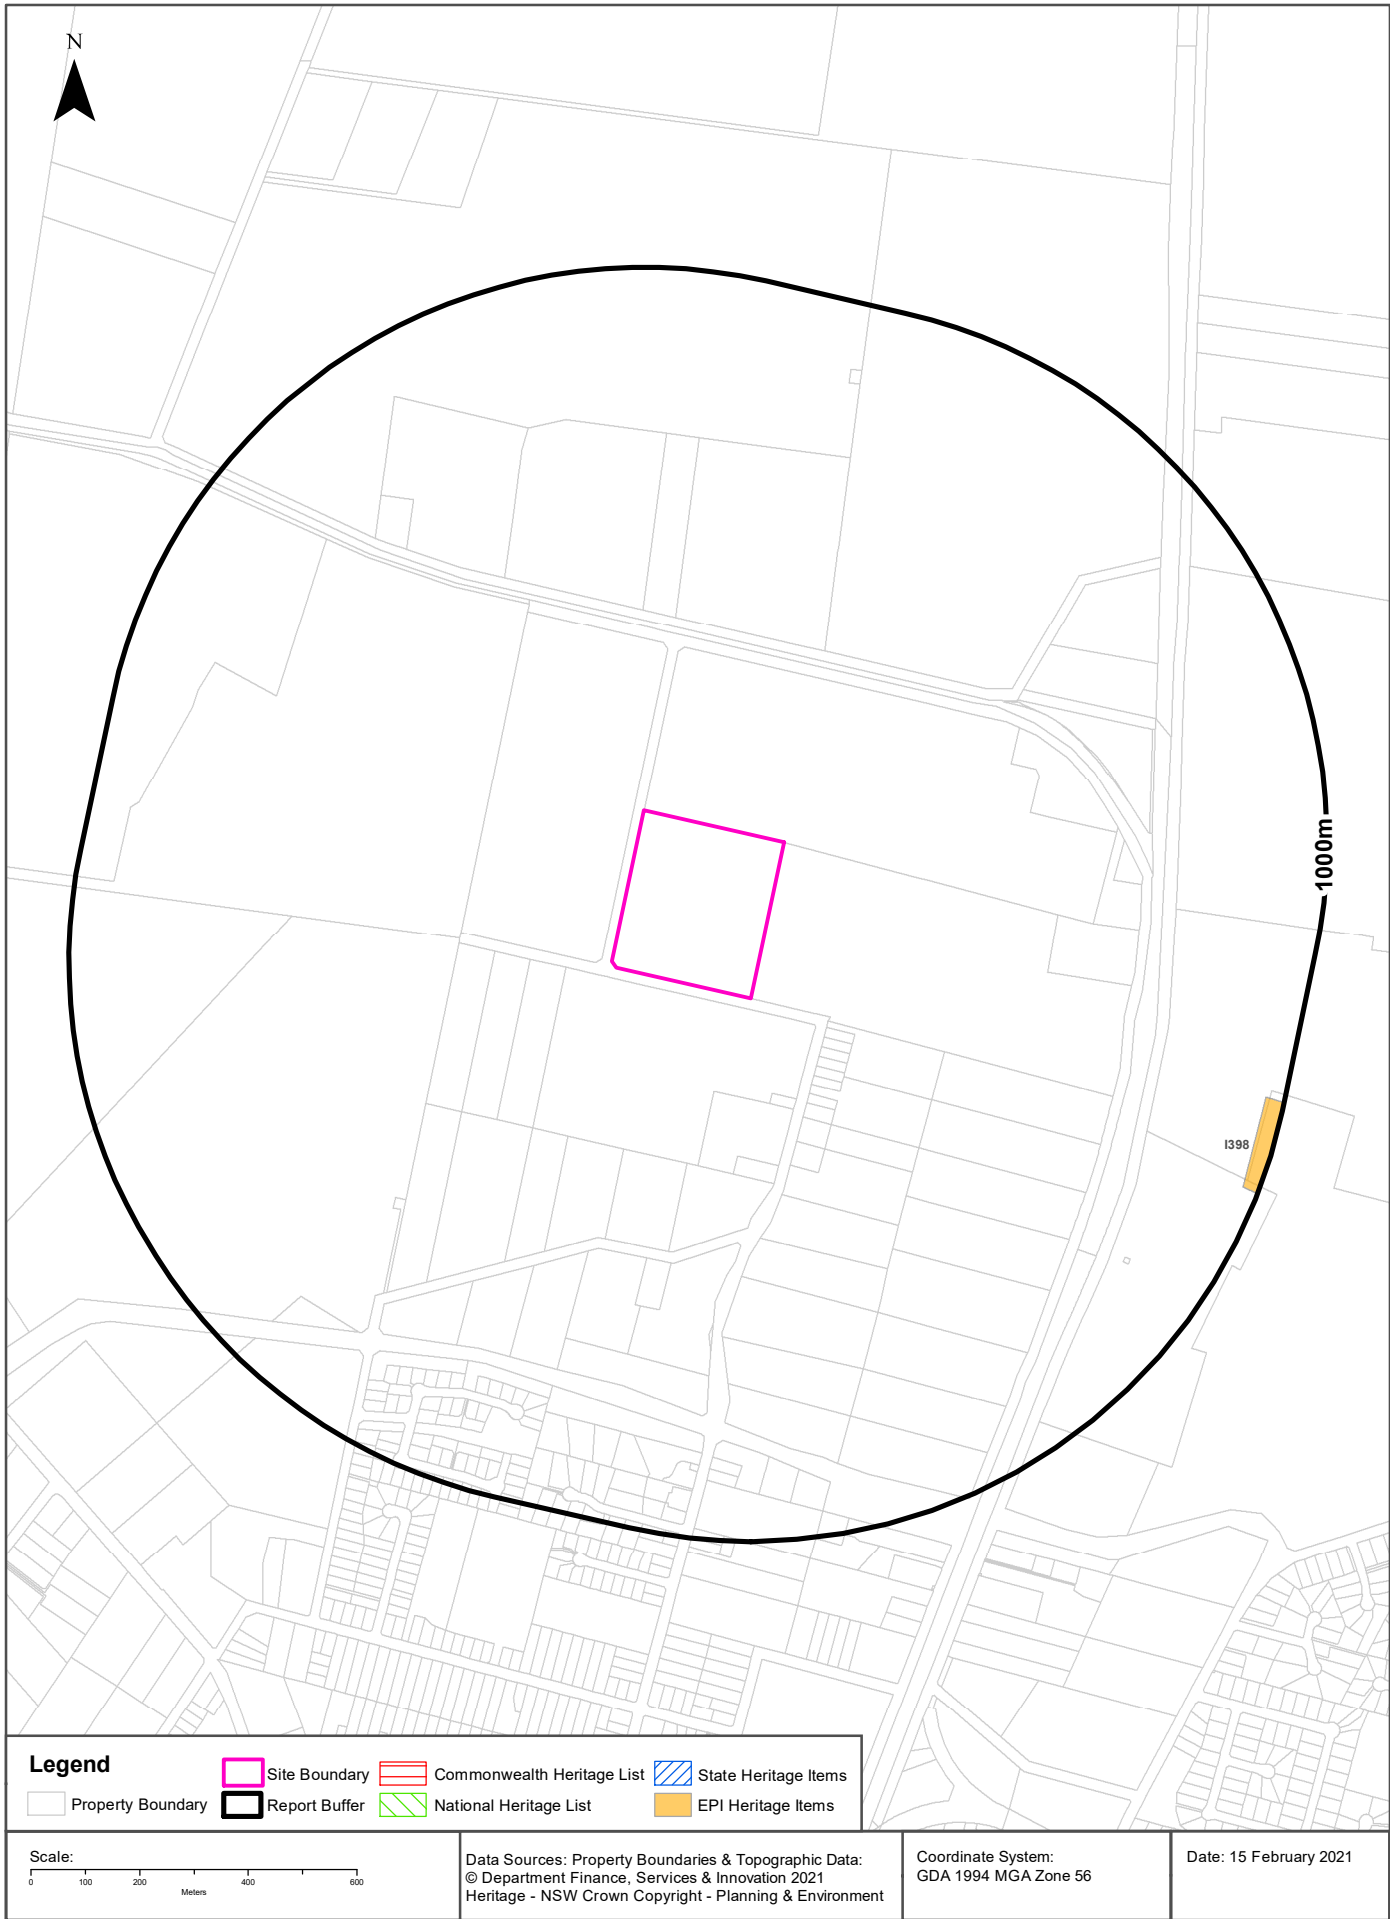 N
1000m
I398
Legend
Property Boundary
Site Boundary
Report Buffer
Commonwealth Heritage List
National Heritage List
State Heritage Items
EPI Heritage Items
Scale:
0 100 200 400 600
Meters
Data Sources: Property Boundaries & Topographic Data:
© Department Finance, Services & Innovation 2021
Heritage - NSW Crown Copyright - Planning & Environment
Coordinate System:
GDA 1994 MGA Zone 56
Date: 15 February 2021